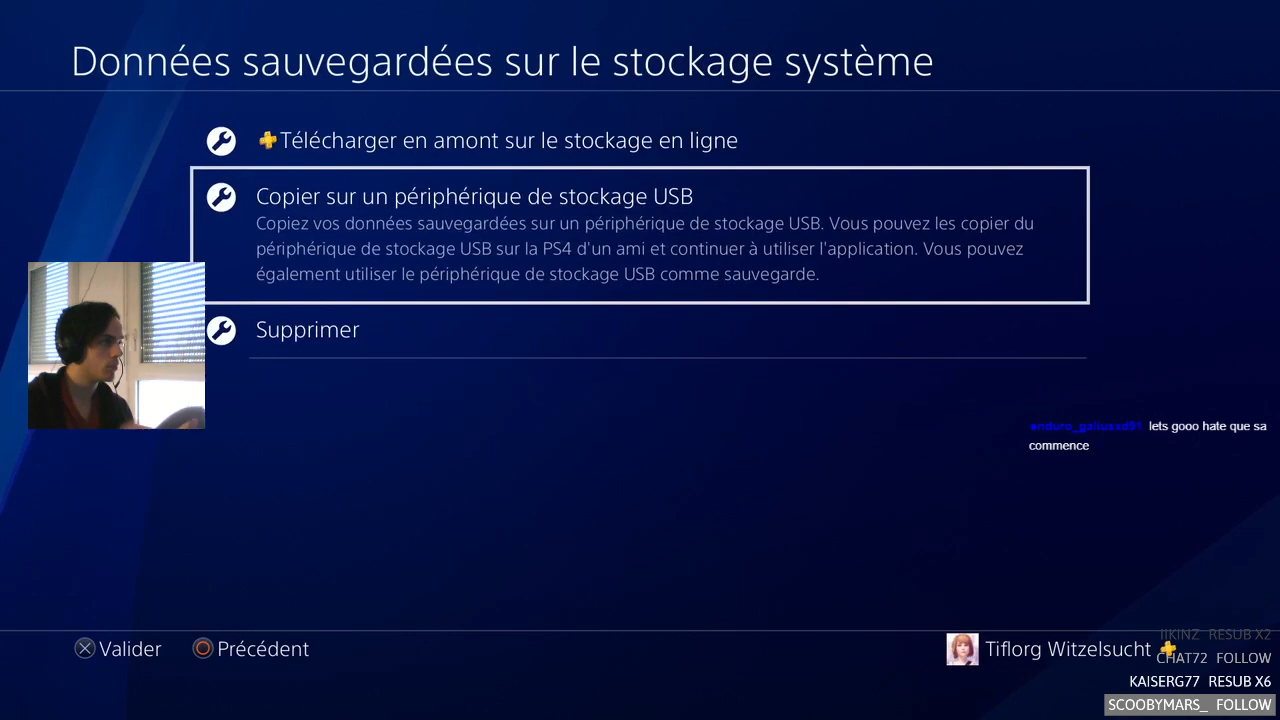 Données sauvegardées sur le stockage système
Télécharger en amont sur le stockage en ligne
Copier sur un périphérique de stockage USB
Copiez vos données sauvegardées sur un périphérique de stockage USB. Vous pouvez les copier du
périphérique de stockage USB sur la PS4 d'un ami et continuer à utiliser l'application. Vous pouvez
également utiliser le périphérique de stockage USB comme sauvegarde.
Supprimer
lets gooo hate que sa
commence
Valider Précédent
Tiflorg Witzelsucht
IIKINZ RESUB X2
CHAT72 FOLLOW
KAISERG77 RESUB X6
SCOOBYMARS_ FOLLOW